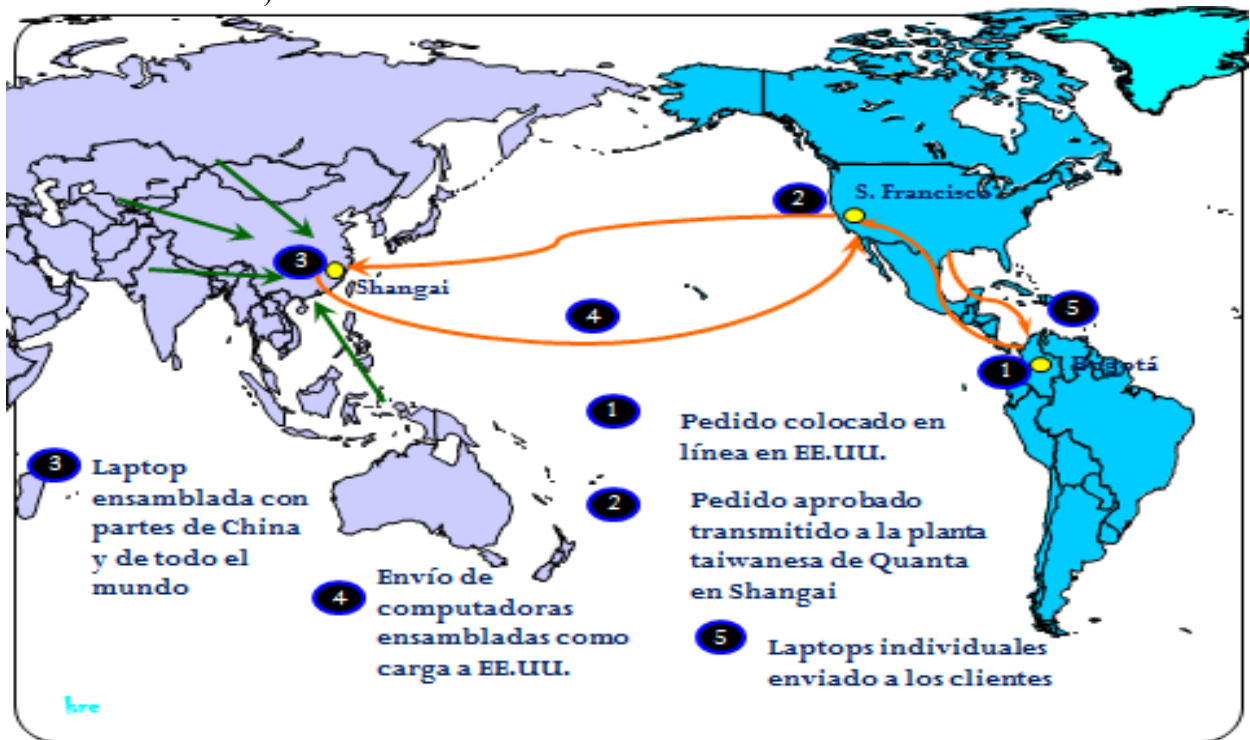 2
S. Francisco
3
Shangai
4
5
1
Bogotá
1
Pedido colocado en
línea en EE.UU.
2
Pedido aprobado
transmitido a la planta
taiwanesa de Quanta
en Shangai
3
Laptop
ensamblada con
partes de China
y de todo el
mundo
4
Envío de
computadoras
ensambladas como
carga a EE.UU.
5
Laptops individuales
enviado a los clientes